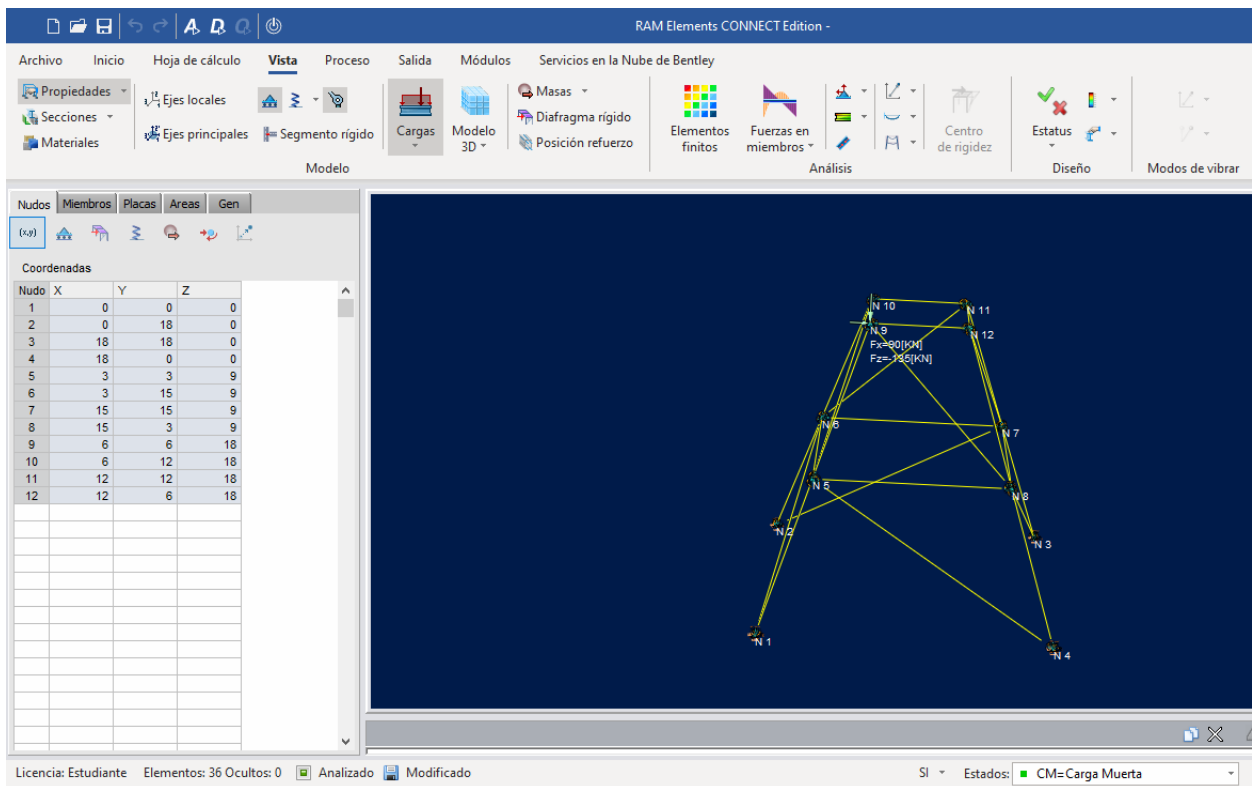 RAM Elements CONNECT Edition -
Archivo Inicio Hoja de cálculo Vista Proceso Salida Módulos Servicios en la Nube de Bentley
Propiedades
Secciones
Materiales
Ejes locales
Ejes principales
Segmento rígido
Cargas
Modelo 3D
Masas
Diafragma rígido
Posición refuerzo
Elementos finitos
Fuerzas en miembros
Centro de rigidez
Estatus
Modelo Análisis Diseño Modos de vibrar
Nudos Miembros Placas Areas Gen
(x,y)
Coordenadas
Nudo X Y Z
1 0 0 0
2 0 18 0
3 18 18 0
4 18 0 0
5 3 3 9
6 3 15 9
7 15 15 9
8 15 3 9
9 6 6 18
10 6 12 18
11 12 12 18
12 12 6 18
N 10
N 11
N 9
N 12
Fx=90[KN]
Fz=-135[KN]
N 6
N 7
N 5
N 8
N 2
N 3
N 1
N 4
Licencia: Estudiante Elementos: 36 Ocultos: 0 Analizado Modificado SI Estados: CM=Carga Muerta